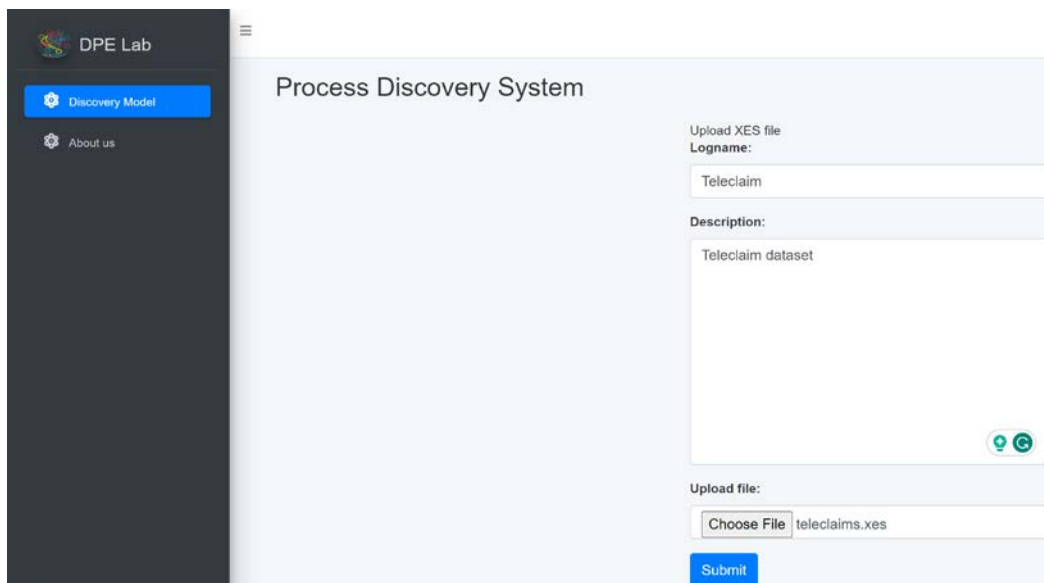 DPE Lab
Discovery Model
About us
Process Discovery System
Upload XES file
Logname:
Teleclaim
Description:
Teleclaim dataset
Upload file:
Choose File teleclaims.xes
Submit